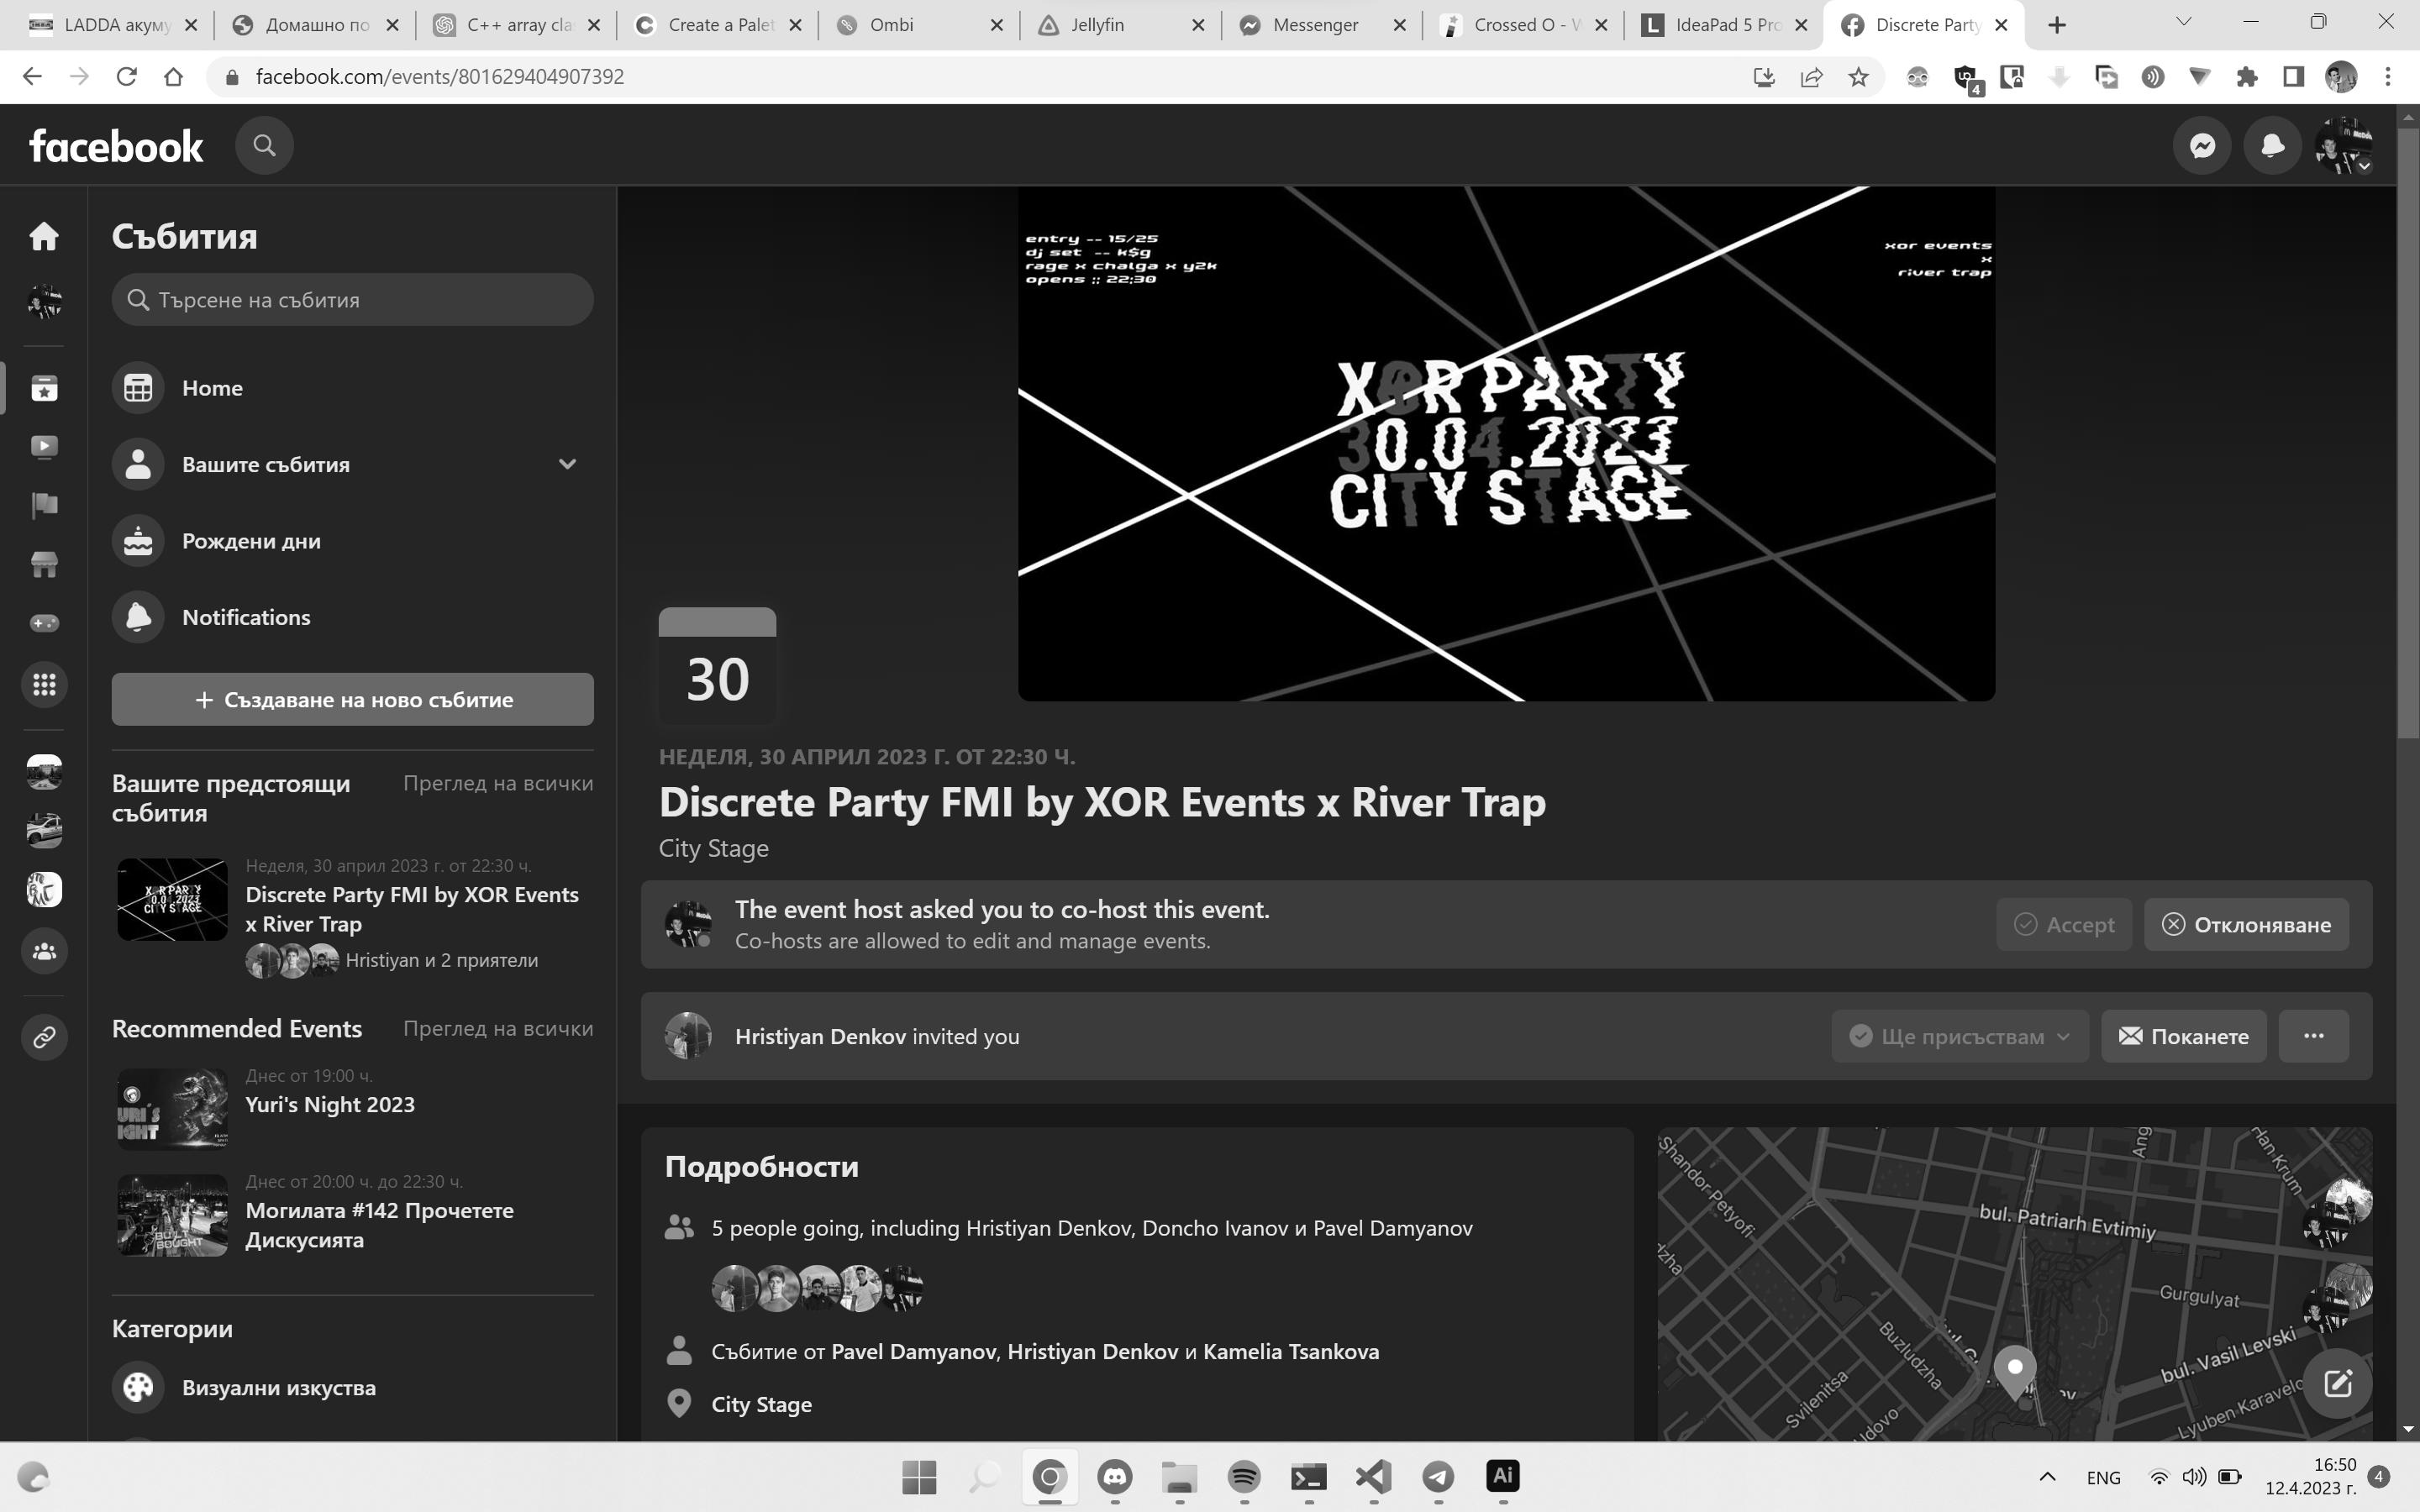 LADDA акуму
Домашно по
C++ array cla
Create a Palet
Ombi
Jellyfin
Messenger
Crossed O - W
IdeaPad 5 Pro
Discrete Party
facebook.com/events/801629404907392
4
facebook
Събития
Търсене на събития
Home
Вашите събития
Рождени дни
Notifications
+ Създаване на ново събитие
Вашите предстоящи събития
Преглед на всички
Неделя, 30 април 2023 г. от 22:30 ч.
Discrete Party FMI by XOR Events
x River Trap
Hristiyan и 2 приятели
Recommended Events
Преглед на всички
Днес от 19:00 ч.
Yuri's Night 2023
Днес от 20:00 ч. до 22:30 ч.
Могилата #142 Прочетете
Дискусията
Категории
Визуални изкуства
entry -- 15/25
dj set -- k$g
rage x chalga x y2k
opens :: 22:30
xor events
x
river trap
XOR PARTY
30.04.2023
CITY STAGE
30
НЕДЕЛЯ, 30 АПРИЛ 2023 Г. ОТ 22:30 Ч.
Discrete Party FMI by XOR Events x River Trap
City Stage
The event host asked you to co-host this event.
Co-hosts are allowed to edit and manage events.
Accept
Отклоняване
Hristiyan Denkov invited you
Ще присъствам
Поканете
Подробности
5 people going, including Hristiyan Denkov, Doncho Ivanov и Pavel Damyanov
Събитие от Pavel Damyanov, Hristiyan Denkov и Kamelia Tsankova
City Stage
Shandor Petyofi
Ang
Han Krum
bul. Patriarh Evtimiy
Gurgulyat
Buzludzha
bul. Vasil Levski
Svilenitsa
Lyuben Karavelo
Ai
ENG
16:50
12.4.2023 г.
4